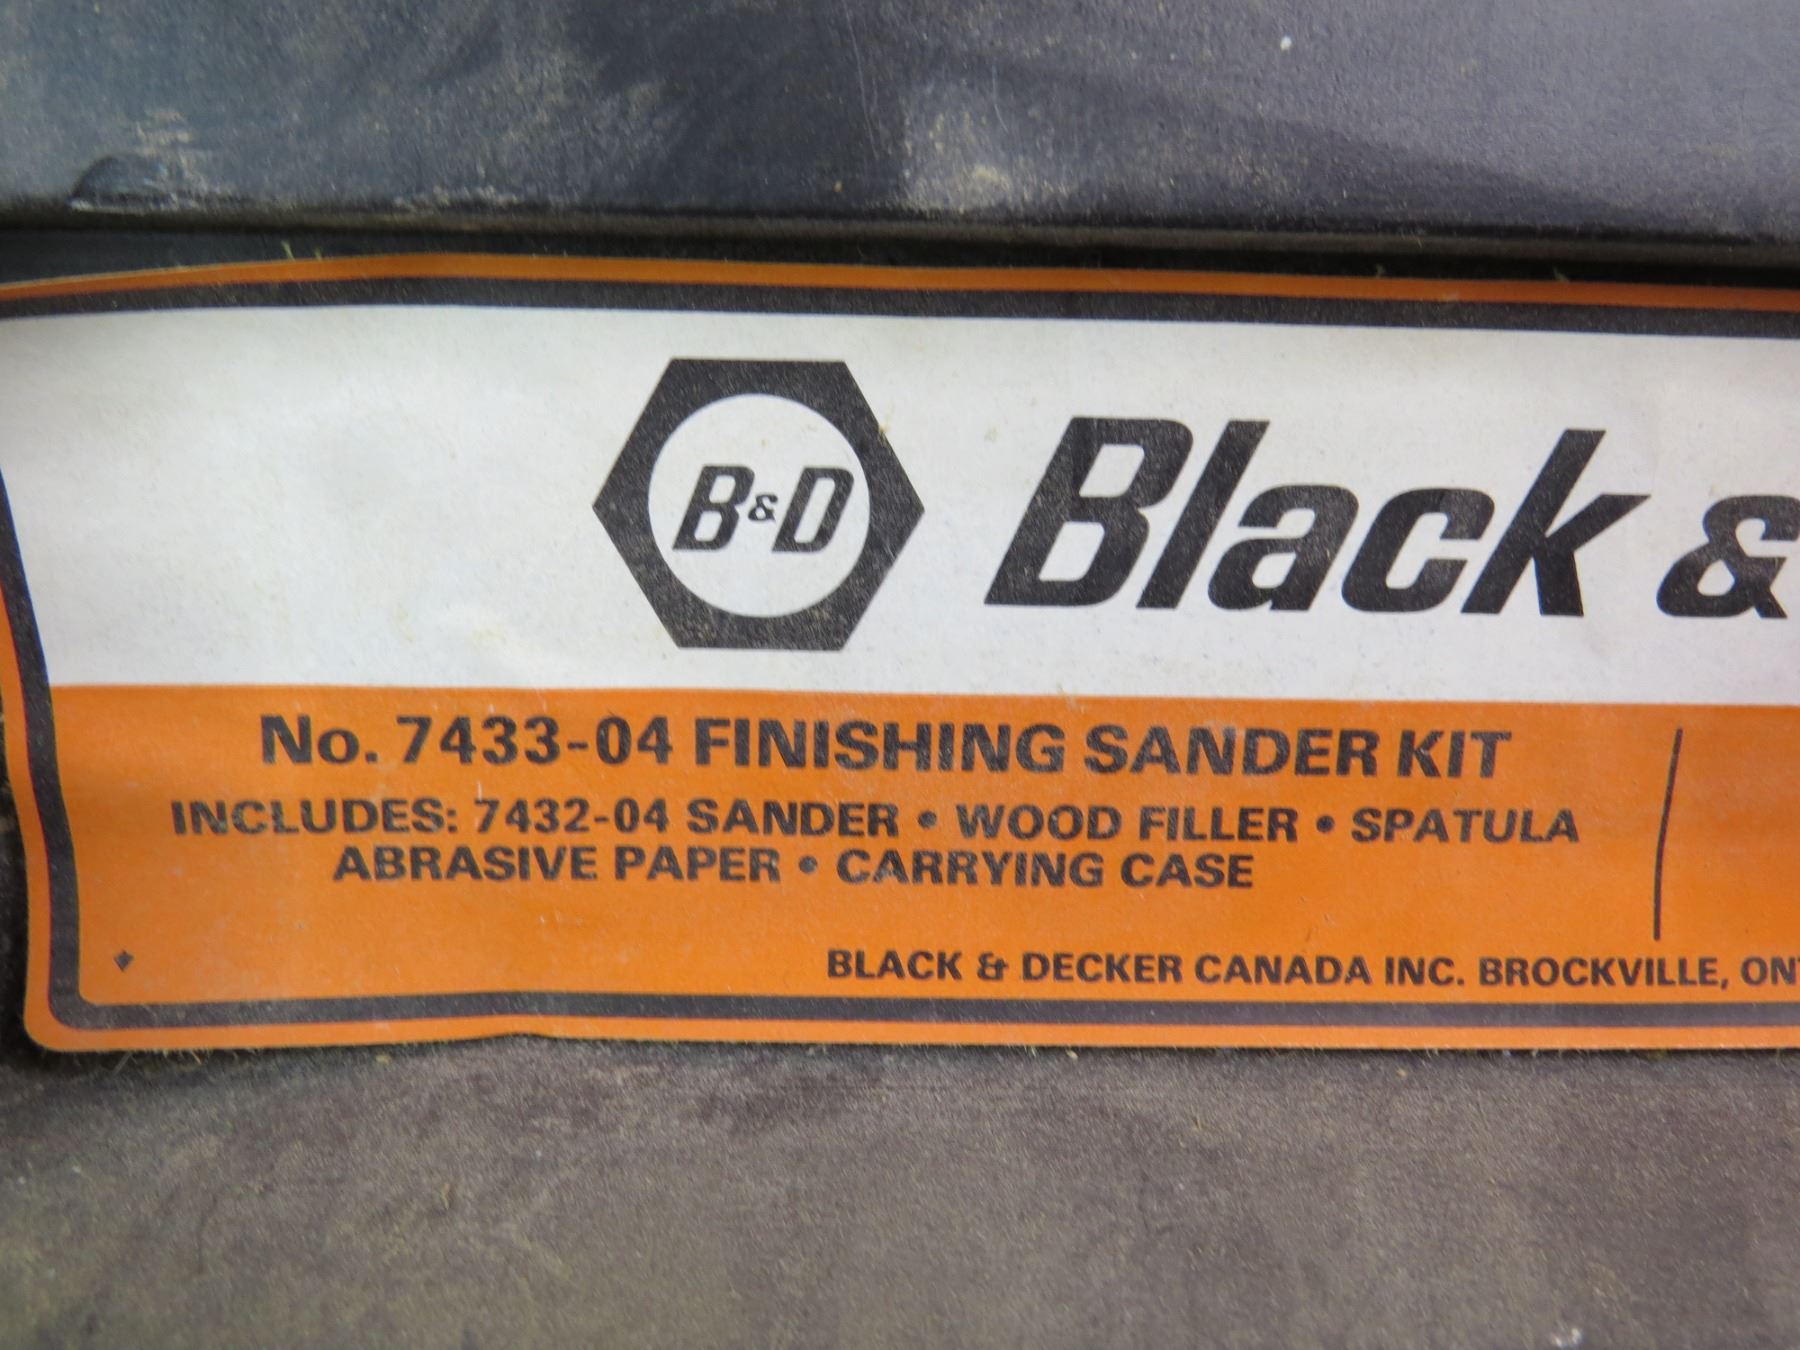 B&D
Black &
No. 7433-04 FINISHING SANDER KIT
INCLUDES: 7432-04 SANDER • WOOD FILLER • SPATULA
ABRASIVE PAPER • CARRYING CASE
BLACK & DECKER CANADA INC. BROCKVILLE, ONT